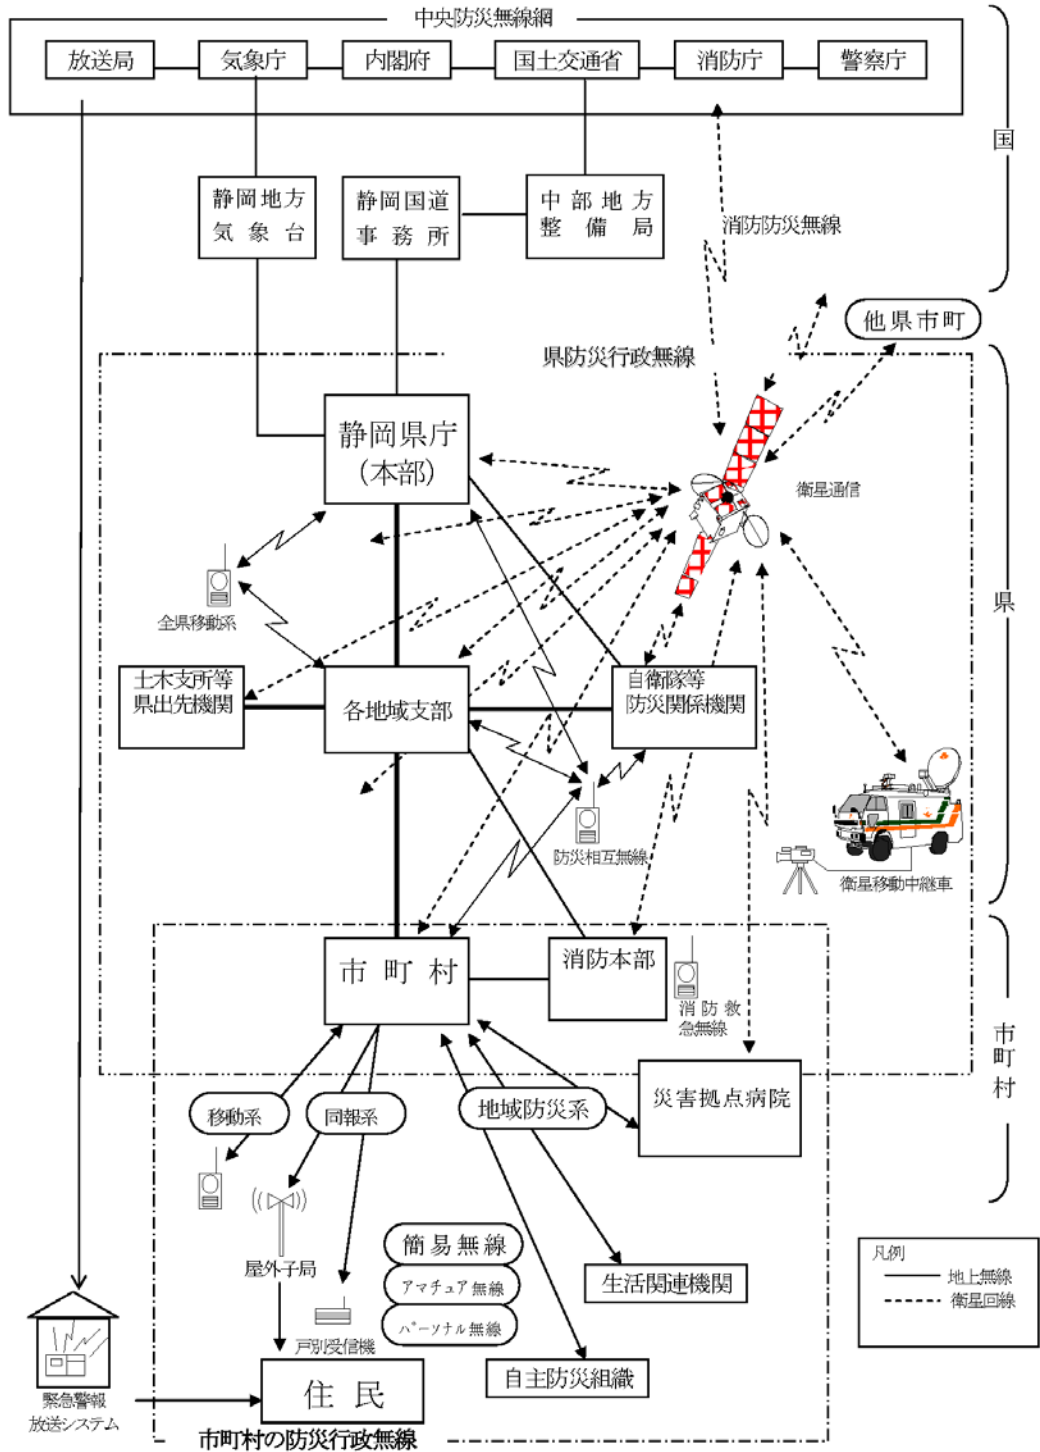 中央防災無線網
放送局
気象庁
内閣府
国土交通省
消防庁
警察庁
国
静岡地方
気象台
静岡国道
事務所
中部地方
整備局
消防防災無線
他県市町
県防災行政無線
静岡県庁
(本部)
衛星通信
全県移動系
県
土木支所等
県出先機関
各地域支部
自衛隊等
防災関係機関
防災相互無線
衛星移動中継車
市町村
消防本部
消防救
急無線
市町村
災害拠点病院
移動系
同報系
地域防災系
屋外子局
簡易無線
アマチュア無線
パーソナル無線
戸別受信機
生活関連機関
自主防災組織
凡例
地上無線
衛星回線
緊急警報
放送システム
住民
市町村の防災行政無線